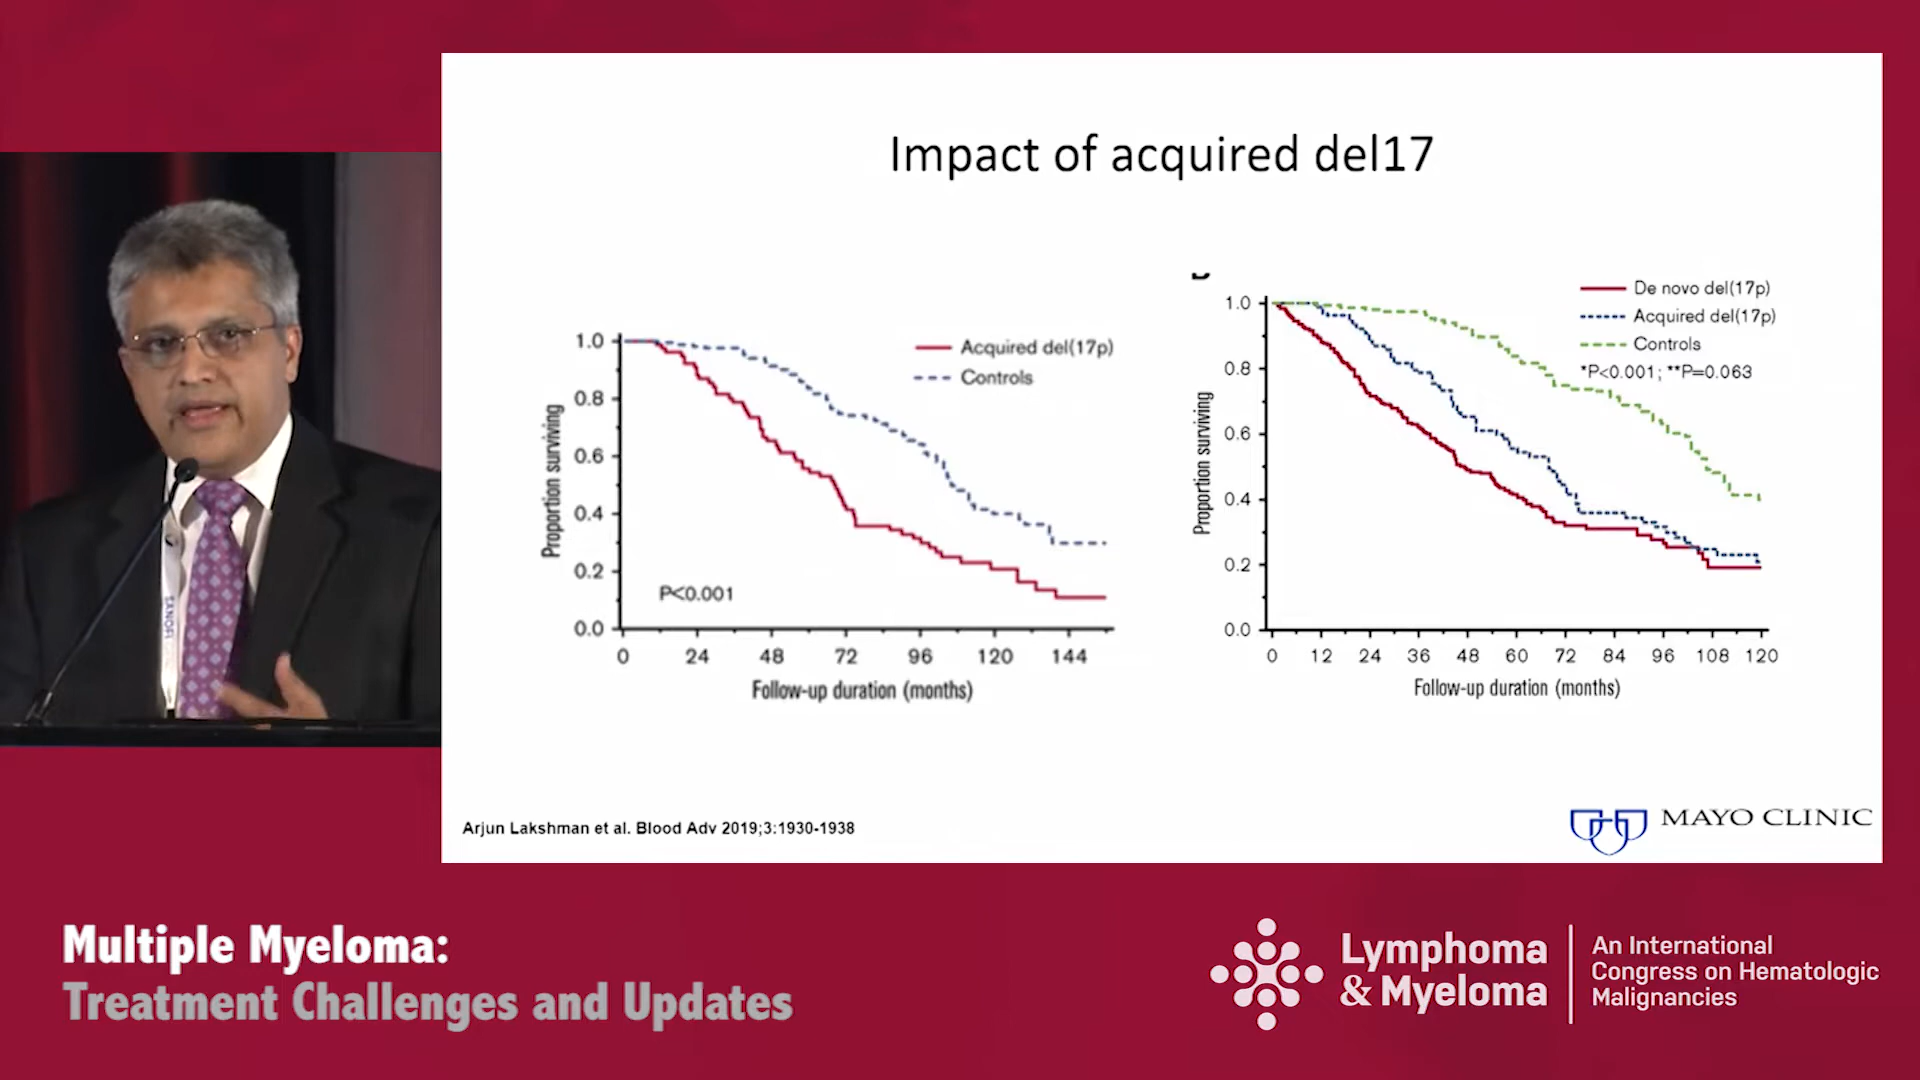 Impact of acquired del17
1.0
0.8
0.6
0.4
0.2
0.0
Proportion surviving
Acquired del(17p)
Controls
P<0.001
0 24 48 72 96 120 144
Follow-up duration (months)
1.0
0.8
0.6
0.4
0.2
0.0
Proportion surviving
De novo del(17p)
Acquired del(17p)
Controls
*P<0.001; **P=0.063
0 12 24 36 48 60 72 84 96 108 120
Follow-up duration (months)
Arjun Lakshman et al. Blood Adv 2019;3:1930-1938
MAYO CLINIC
SANOFI
Multiple Myeloma:
Treatment Challenges and Updates
Lymphoma
& Myeloma
An International
Congress on Hematologic
Malignancies